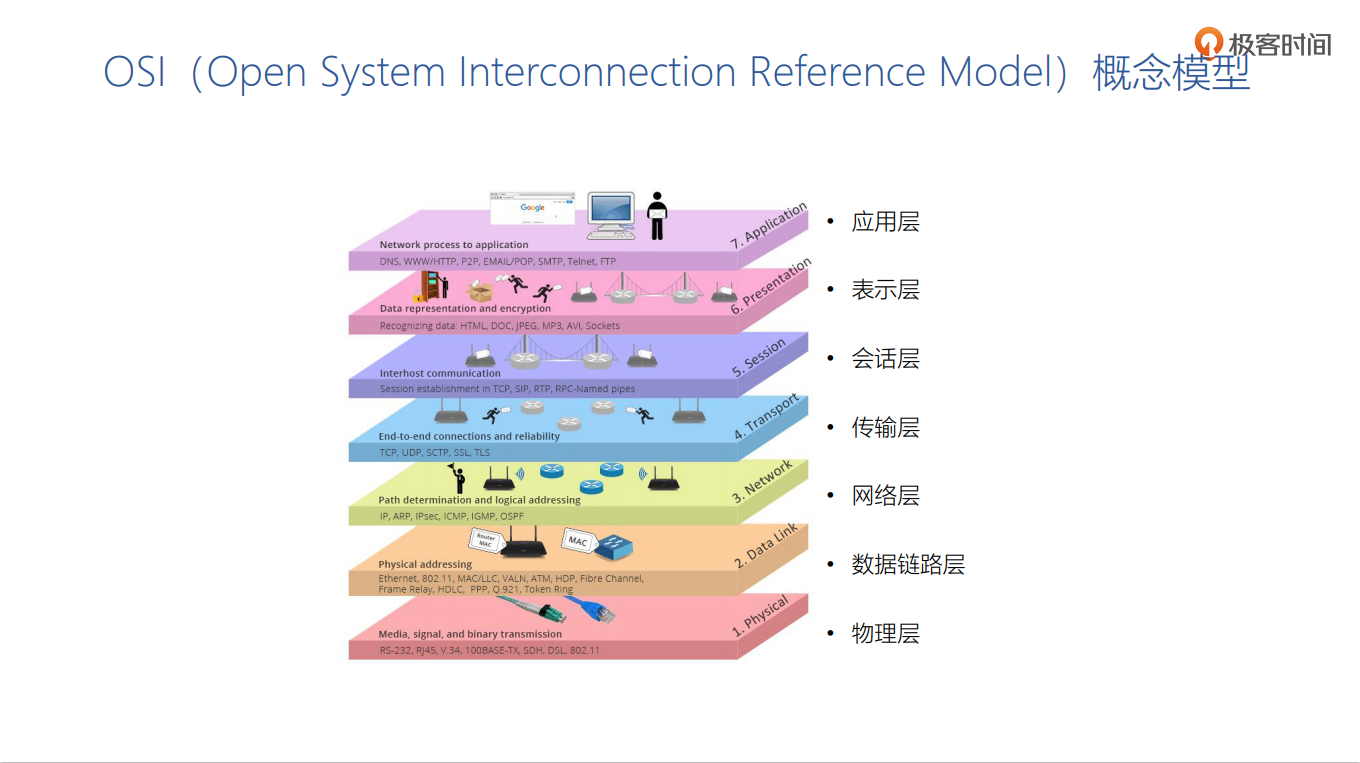 极客时间
OSI（Open System Interconnection Reference Model）概念模型
Google
7. Application
Network process to application
DNS, WWW/HTTP, P2P, EMAIL/POP, SMTP, Telnet, FTP
• 应用层
6. Presentation
Data representation and encryption
Recognizing data: HTML, DOC, JPEG, MP3, AVI, Sockets
• 表示层
5. Session
Interhost communication
Session establishment in TCP, SIP, RTP, RPC-Named pipes
• 会话层
4. Transport
End-to-end connections and reliability
TCP, UDP, SCTP, SSL, TLS
• 传输层
3. Network
Path determination and logical addressing
IP, ARP, IPsec, ICMP, IGMP, OSPF
• 网络层
Router
MAC
MAC
2. Data Link
Physical addressing
Ethernet, 802.11, MAC/LLC, VALN, ATM, HDP, Fibre Channel,
Frame Relay, HDLC, PPP, Q.921, Token Ring
• 数据链路层
1. Physical
Media, signal, and binary transmission
RS-232, RJ45, V.34, 100BASE-TX, SDH, DSL, 802.11
• 物理层